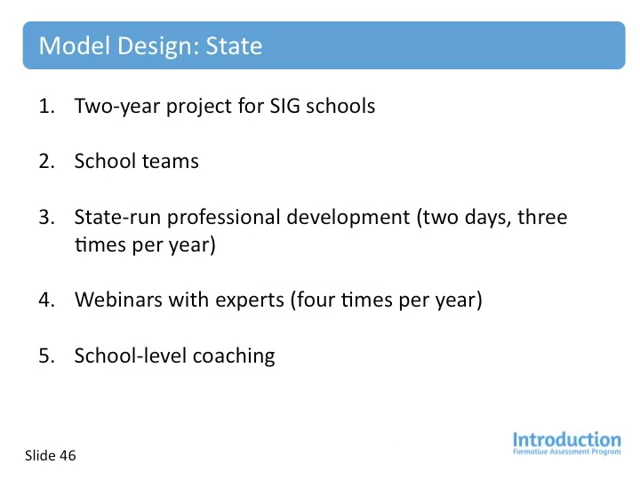 Model Design: State
1. Two-year project for SIG schools
2. School teams
3. State-run professional development (two days, three
times per year)
4. Webinars with experts (four times per year)
5. School-level coaching
Introduction
Formative Assessment Program
Slide 46